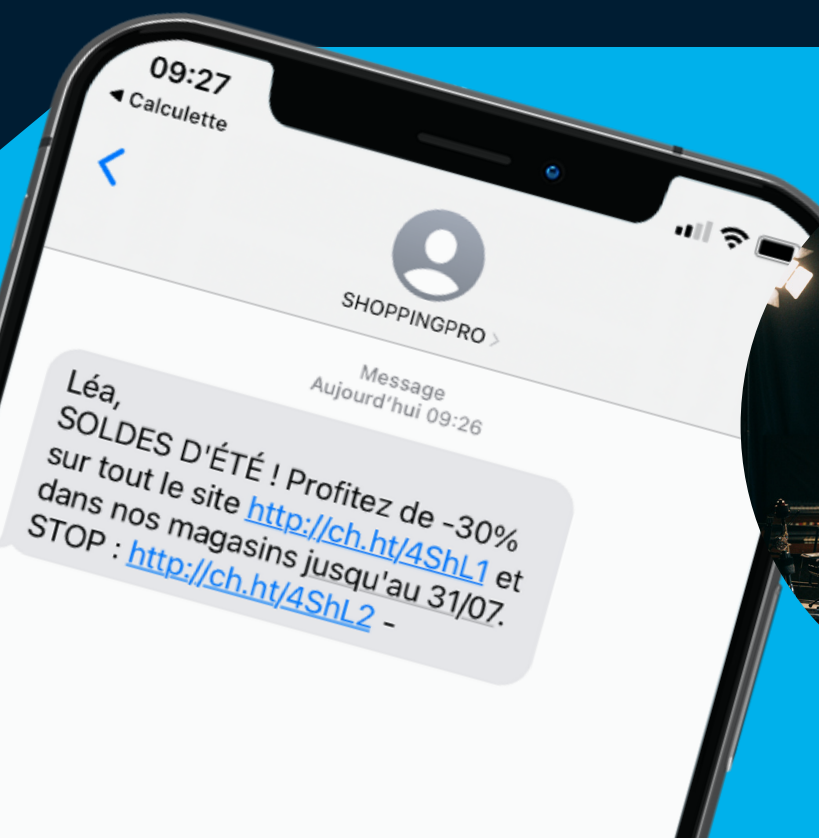 09:27
◀ Calculette
SHOPPINGPRO
Message
Aujourd'hui 09:26
Léa,
SOLDES D'ÉTÉ ! Profitez de -30%
sur tout le site http://ch.ht/4ShL1 et
dans nos magasins jusqu'au 31/07.
STOP : http://ch.ht/4ShL2 -